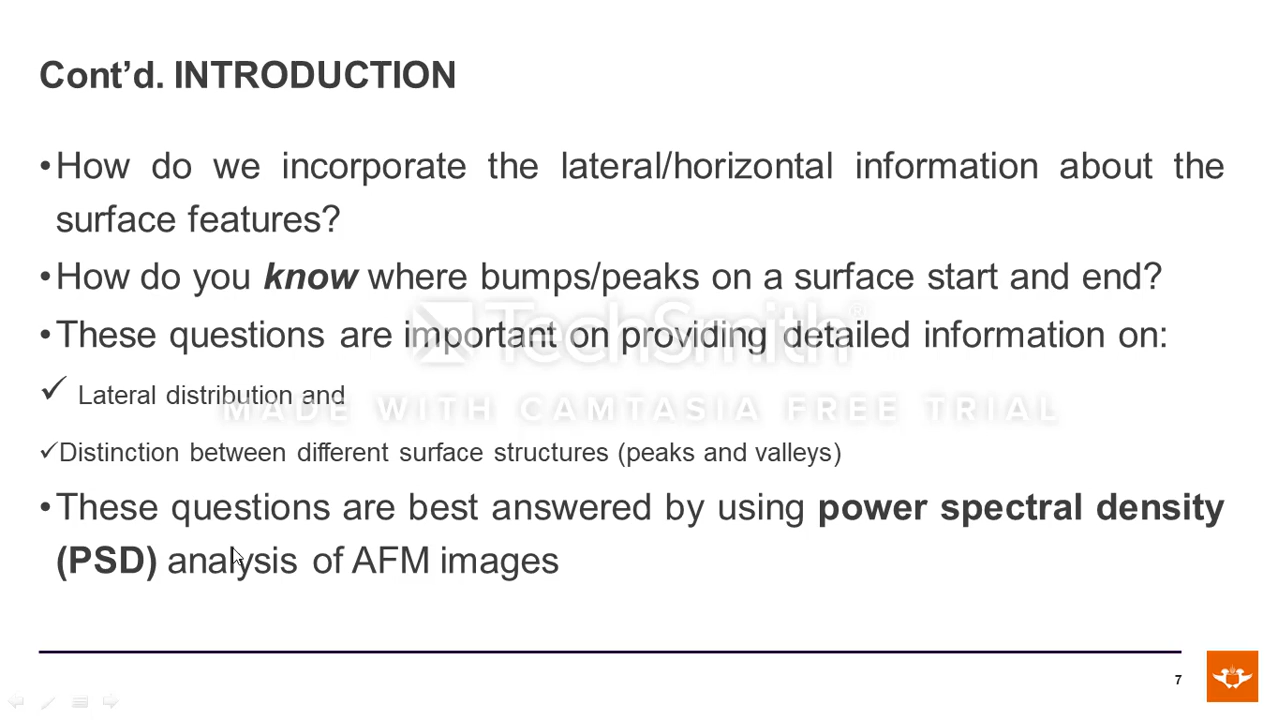 Cont’d. INTRODUCTION
•How do we incorporate the lateral/horizontal information about the
surface features?
•How do you know where bumps/peaks on a surface start and end?
•These questions are important on providing detailed information on:
TechSmith®
✓ Lateral distribution and
MADE WITH CAMTASIA FREE TRIAL
✓Distinction between different surface structures (peaks and valleys)
•These questions are best answered by using power spectral density
(PSD) analysis of AFM images
7